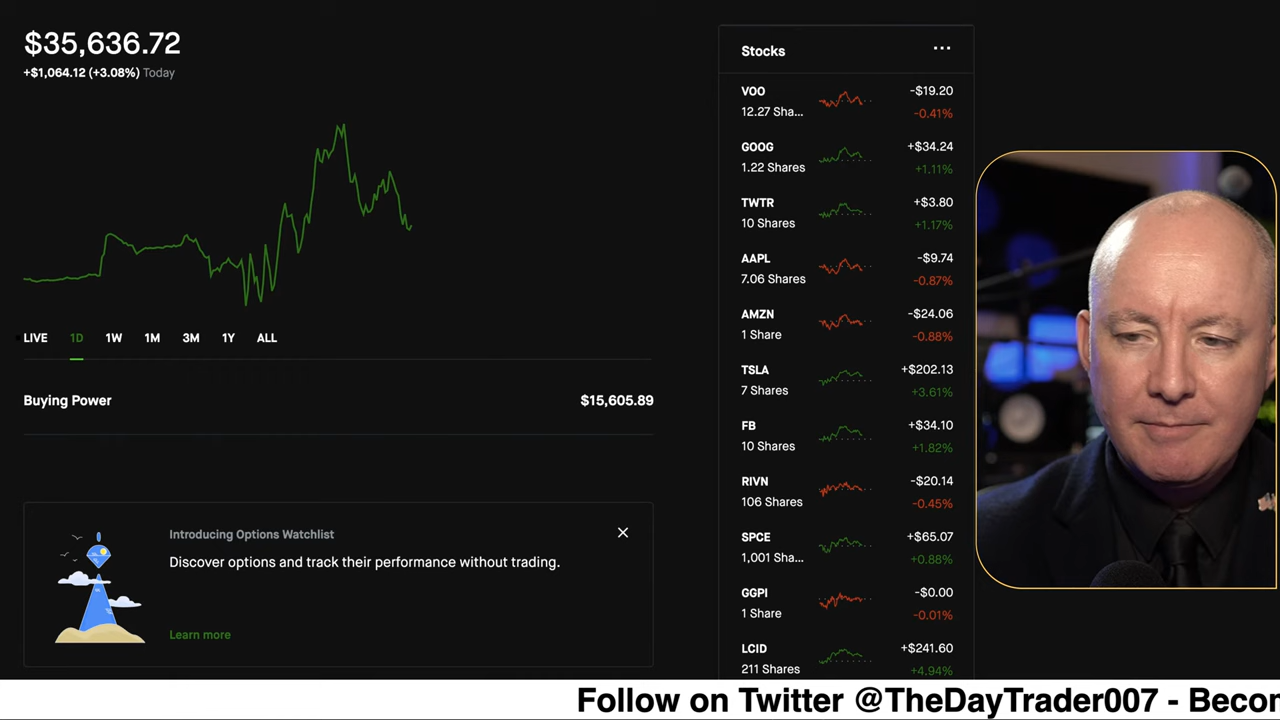 $35,636.72
+$1,064.12 (+3.08%) Today
LIVE 1D 1W 1M 3M 1Y ALL
Buying Power $15,605.89
Introducing Options Watchlist
Discover options and track their performance without trading.
Learn more
Stocks
VOO -$19.20
12.27 Sha... -0.41%
GOOG +$34.24
1.22 Shares +1.11%
TWTR +$3.80
10 Shares +1.17%
AAPL -$9.74
7.06 Shares -0.87%
AMZN -$24.06
1 Share -0.88%
TSLA +$202.13
7 Shares +3.61%
FB +$34.10
10 Shares +1.82%
RIVN -$20.14
106 Shares -0.45%
SPCE +$65.07
1,001 Sha... +0.88%
GGPI -$0.00
1 Share -0.01%
LCID +$241.60
211 Shares +4.94%
Follow on Twitter @TheDayTrader007 - Becor